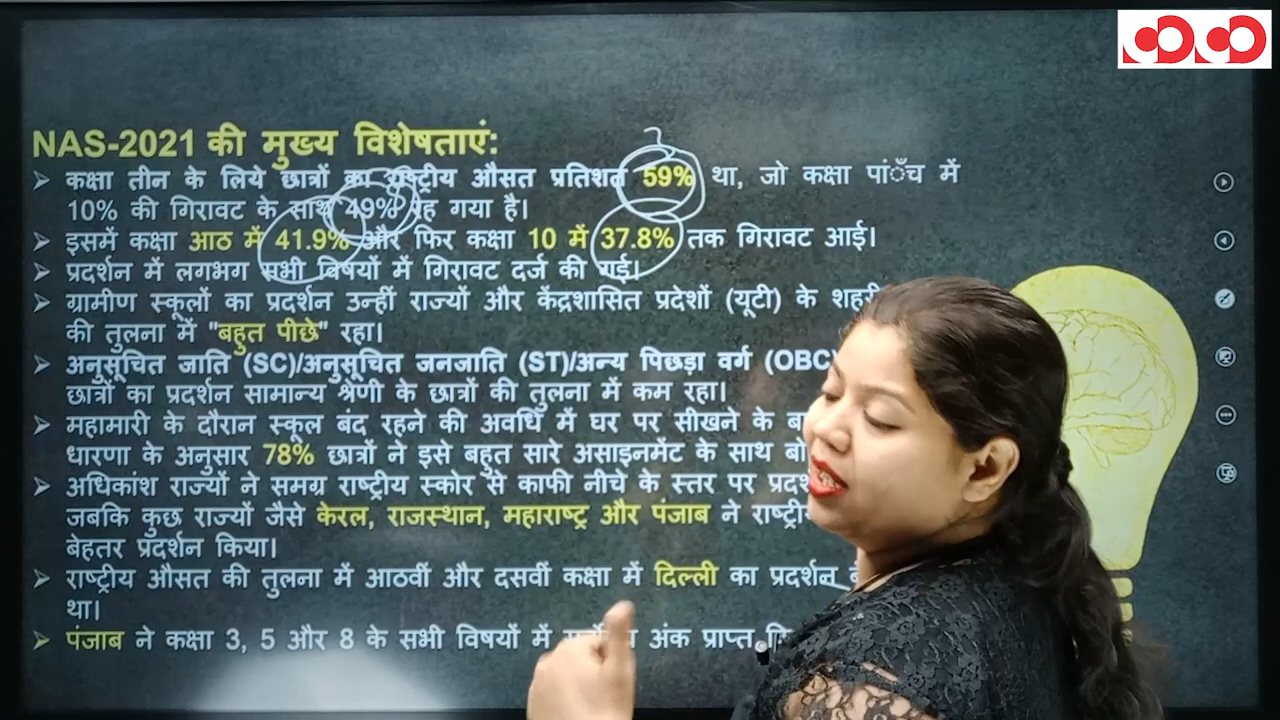 NAS-2021 की मुख्य विशेषताएं:
➤ कक्षा तीन के लिये छात्रों का राष्ट्रीय औसत प्रतिशत 59% था, जो कक्षा पांँच में
10% की गिरावट के साथ 49% रह गया है।
➤ इसमें कक्षा आठ में 41.9% और फिर कक्षा 10 में 37.8% तक गिरावट आई।
➤ प्रदर्शन में लगभग सभी विषयों में गिरावट दर्ज की गई।
➤ ग्रामीण स्कूलों का प्रदर्शन उन्हीं राज्यों और केंद्रशासित प्रदेशों (यूटी) के
की तुलना में "बहुत पीछे" रहा।
➤ अनुसूचित जाति (SC)/अनुसूचित जनजाति (ST)/अन्य पिछड़ा वर्ग (OBC)
छात्रों का प्रदर्शन सामान्य श्रेणी के छात्रों की तुलना में कम रहा।
➤ महामारी के दौरान स्कूल बंद रहने की अवधि में घर पर सीखने के
धारणा के अनुसार 78% छात्रों ने इसे बहुत सारे असाइनमेंट के साथ
➤ अधिकांश राज्यों ने समग्र राष्ट्रीय स्कोर से काफी नीचे के स्तर पर
जबकि कुछ राज्यों जैसे केरल, राजस्थान, महाराष्ट्र और पंजाब ने
बेहतर प्रदर्शन किया।
➤ राष्ट्रीय औसत की तुलना में आठवीं और दसवीं कक्षा में दिल्ली का प्रदर्शन
था।
➤ पंजाब ने कक्षा 3, 5 और 8 के सभी विषयों में अंक प्राप्त